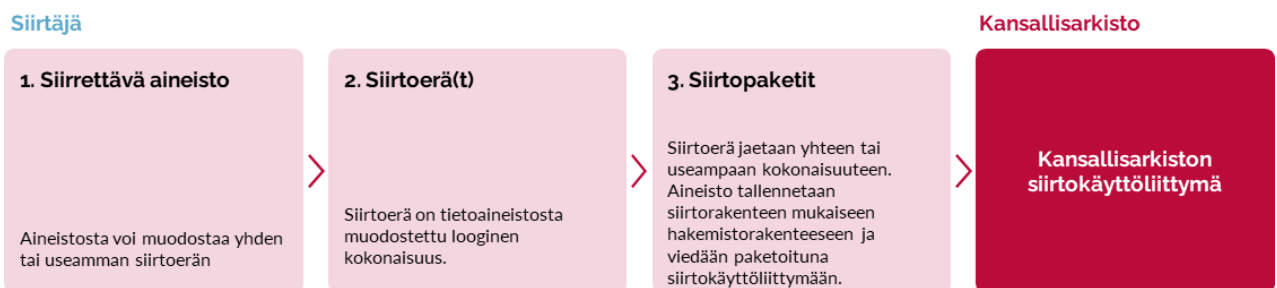 Siirtäjä
Kansallisarkisto
1. Siirrettävä aineisto
Aineistosta voi muodostaa yhden
tai useamman siirtoerän
2. Siirtoerä(t)
Siirtoerä on tietoaineistosta
muodostettu looginen
kokonaisuus.
3. Siirtopaketit
Siirtoerä jaetaan yhteen tai
useampaan kokonaisuuteen.
Aineisto tallennetaan
siirtorakenteen mukaiseen
hakemistorakenteeseen ja
viedään paketoituna
siirtokäyttöliittymään.
Kansallisarkiston
siirtokäyttöliittymä